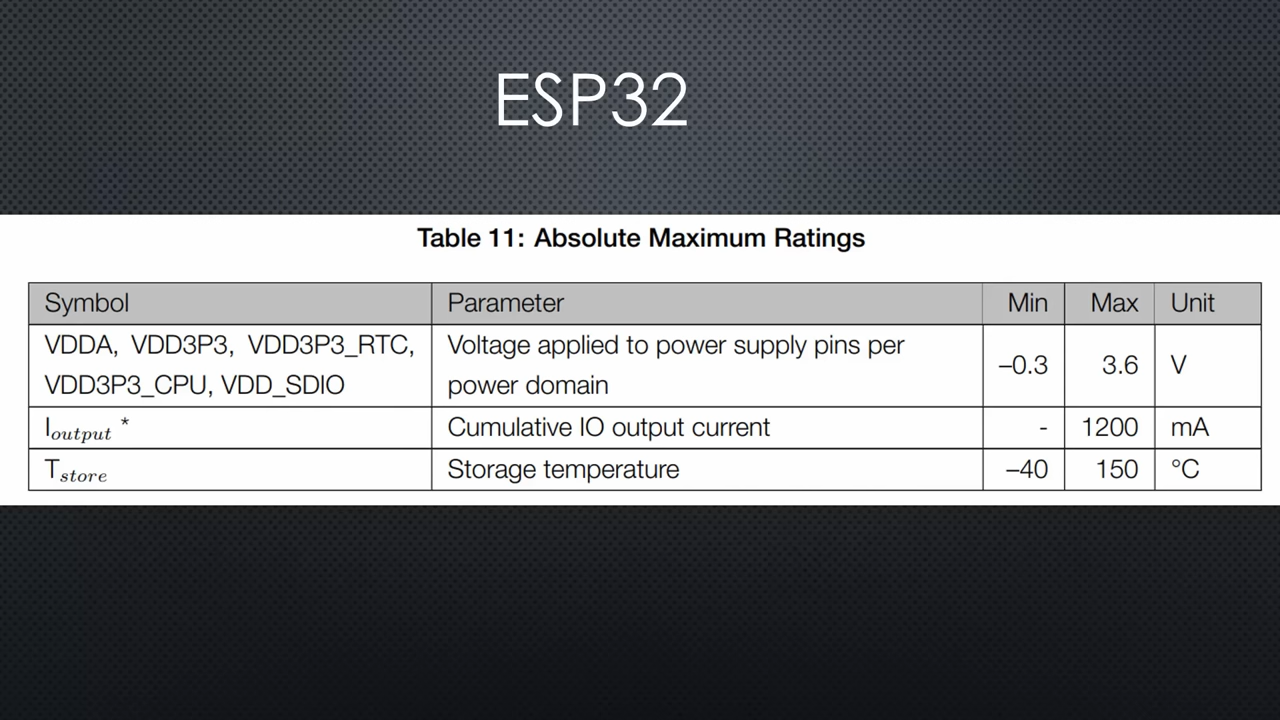 ESP32
Table 11: Absolute Maximum Ratings
Symbol Parameter Min Max Unit
VDDA, VDD3P3, VDD3P3_RTC, Voltage applied to power supply pins per
VDD3P3_CPU, VDD_SDIO power domain –0.3 3.6 V
Ioutput * Cumulative IO output current - 1200 mA
Tstore Storage temperature –40 150 °C